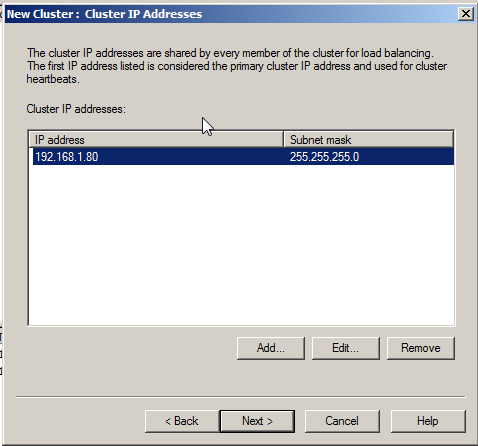 New Cluster : Cluster IP Addresses
The cluster IP addresses are shared by every member of the cluster for load balancing.
The first IP address listed is considered the primary cluster IP address and used for cluster
heartbeats.
Cluster IP addresses:
IP address Subnet mask
192.168.1.80 255.255.255.0
Add... Edit... Remove
< Back Next > Cancel Help